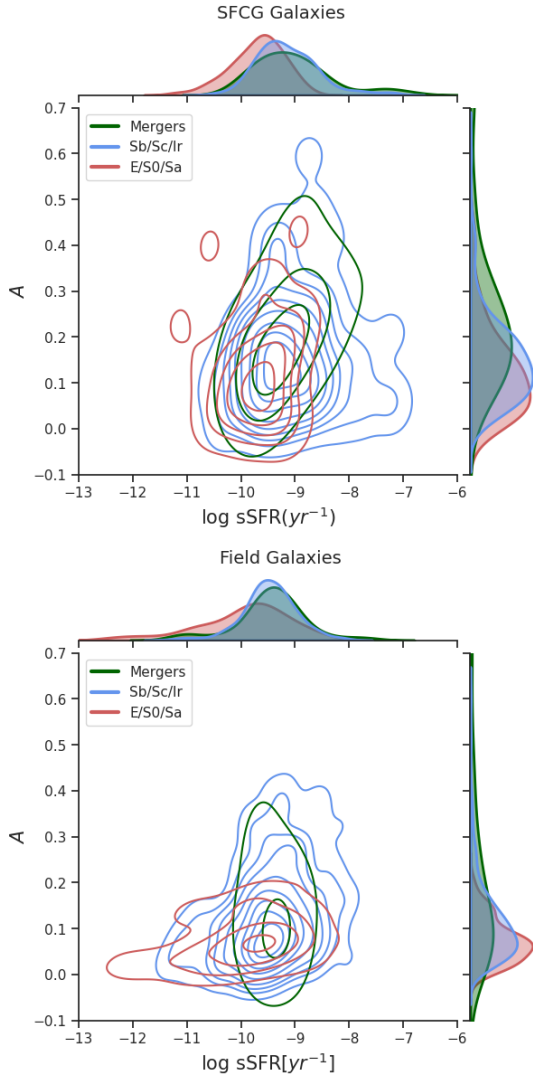 SFCG Galaxies
0.7
0.6
0.5
0.4
0.3
0.2
0.1
0.0
−0.1
A
Mergers
Sb/Sc/Ir
E/S0/Sa
−13 −12 −11 −10 −9 −8 −7 −6
log sSFR(yr⁻¹)
Field Galaxies
0.7
0.6
0.5
0.4
0.3
0.2
0.1
0.0
−0.1
A
Mergers
Sb/Sc/Ir
E/S0/Sa
−13 −12 −11 −10 −9 −8 −7 −6
log sSFR[yr⁻¹]